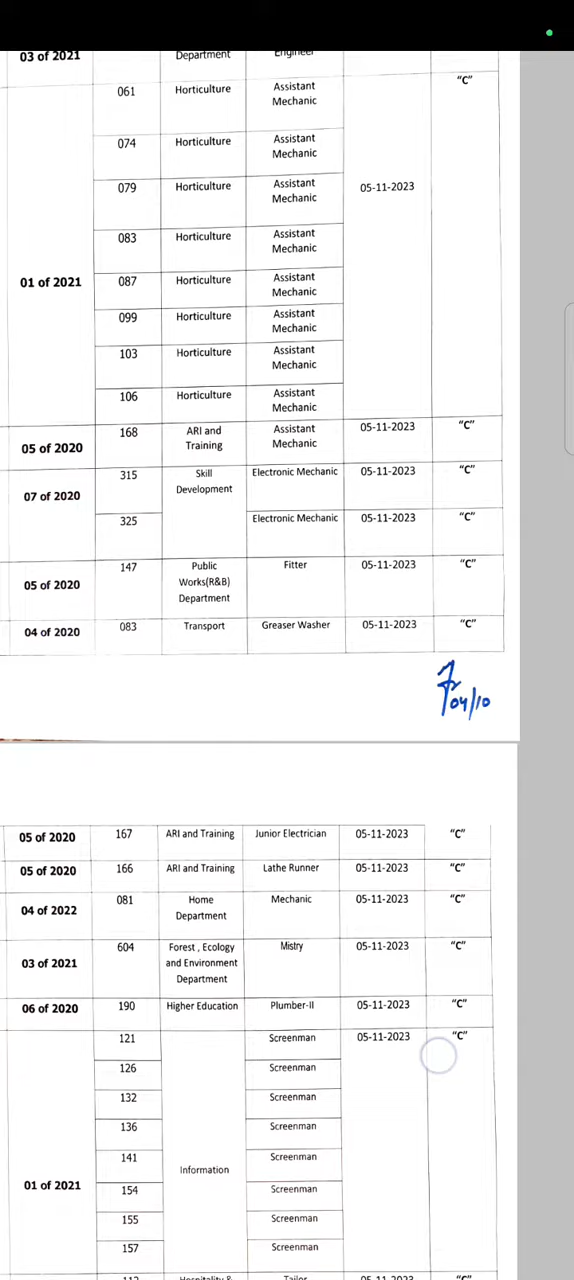 03 of 2021 Department Engineer
01 of 2021 061 Horticulture Assistant Mechanic 05-11-2023 "C"
074 Horticulture Assistant Mechanic
079 Horticulture Assistant Mechanic
083 Horticulture Assistant Mechanic
087 Horticulture Assistant Mechanic
099 Horticulture Assistant Mechanic
103 Horticulture Assistant Mechanic
106 Horticulture Assistant Mechanic
05 of 2020 168 ARI and Training Assistant Mechanic 05-11-2023 "C"
07 of 2020 315 Skill Development Electronic Mechanic 05-11-2023 "C"
325 Electronic Mechanic 05-11-2023 "C"
05 of 2020 147 Public Works(R&B) Department Fitter 05-11-2023 "C"
04 of 2020 083 Transport Greaser Washer 05-11-2023 "C"
04/10
05 of 2020 167 ARI and Training Junior Electrician 05-11-2023 "C"
05 of 2020 166 ARI and Training Lathe Runner 05-11-2023 "C"
04 of 2022 081 Home Department Mechanic 05-11-2023 "C"
03 of 2021 604 Forest , Ecology and Environment Department Mistry 05-11-2023 "C"
06 of 2020 190 Higher Education Plumber-II 05-11-2023 "C"
01 of 2021 121 Information Screenman 05-11-2023 "C"
126 Screenman
132 Screenman
136 Screenman
141 Screenman
154 Screenman
155 Screenman
157 Screenman
112 Hospitality & Tailor 05-11-2023 "C"